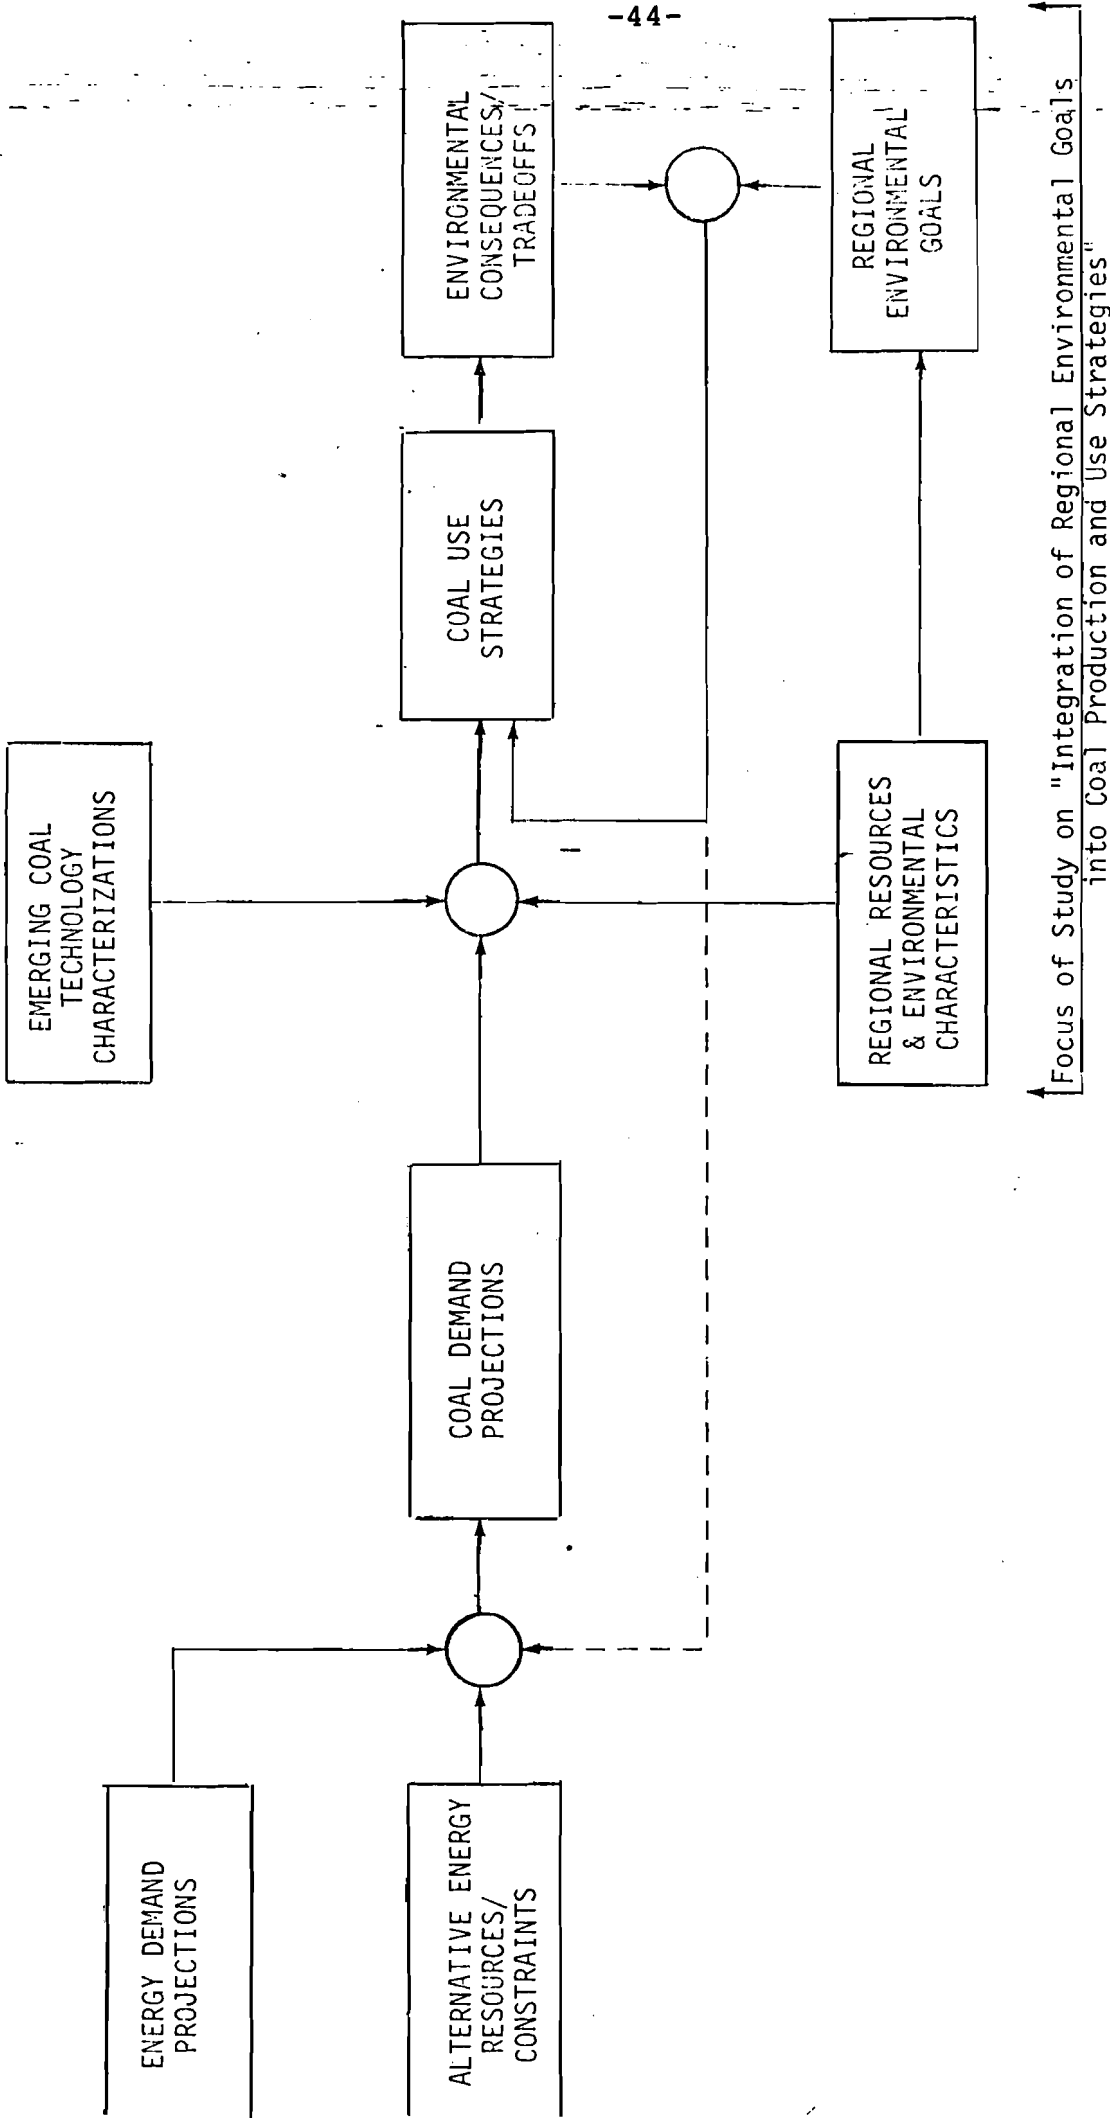 -44-
EMERGING COAL
TECHNOLOGY
CHARACTERIZATIONS
ENERGY DEMAND
PROJECTIONS
ALTERNATIVE ENERGY
RESOURCES/
CONSTRAINTS
COAL DEMAND
PROJECTIONS
COAL USE
STRATEGIES
ENVIRONMENTAL
CONSEQUENCES/
TRADEOFFS
REGIONAL RESOURCES
& ENVIRONMENTAL
CHARACTERISTICS
REGIONAL
ENVIRONMENTAL
GOALS
Focus of Study on "Integration of Regional Environmental Goals
into Coal Production and Use Strategies"